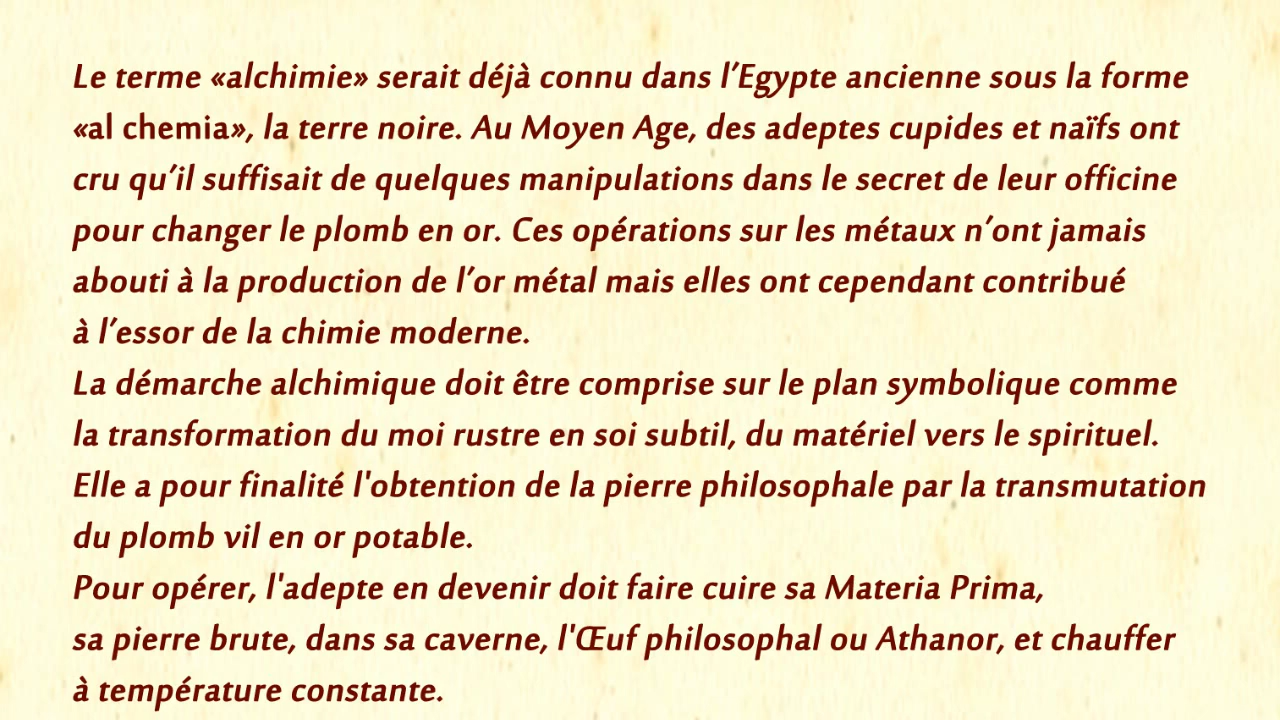 Le terme «alchimie» serait déjà connu dans l’Egypte ancienne sous la forme
«al chemia», la terre noire. Au Moyen Age, des adeptes cupides et naïfs ont
cru qu’il suffisait de quelques manipulations dans le secret de leur officine
pour changer le plomb en or. Ces opérations sur les métaux n’ont jamais
abouti à la production de l’or métal mais elles ont cependant contribué
à l’essor de la chimie moderne.
La démarche alchimique doit être comprise sur le plan symbolique comme
la transformation du moi rustre en soi subtil, du matériel vers le spirituel.
Elle a pour finalité l'obtention de la pierre philosophale par la transmutation
du plomb vil en or potable.
Pour opérer, l'adepte en devenir doit faire cuire sa Materia Prima,
sa pierre brute, dans sa caverne, l'Œuf philosophal ou Athanor, et chauffer
à température constante.